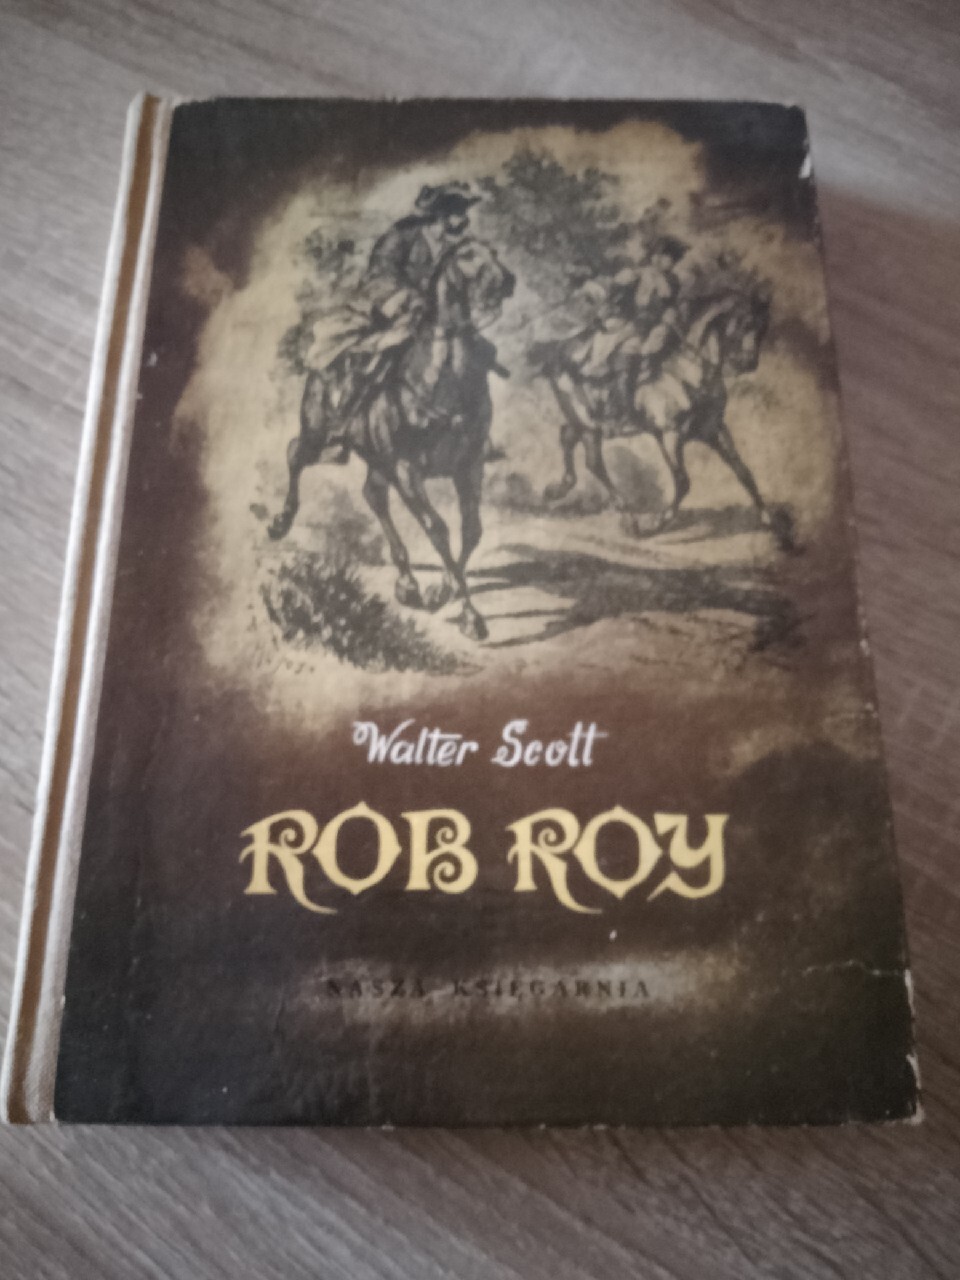 Walter Scott
ROB ROY
NASZA KSIĘGARNIA